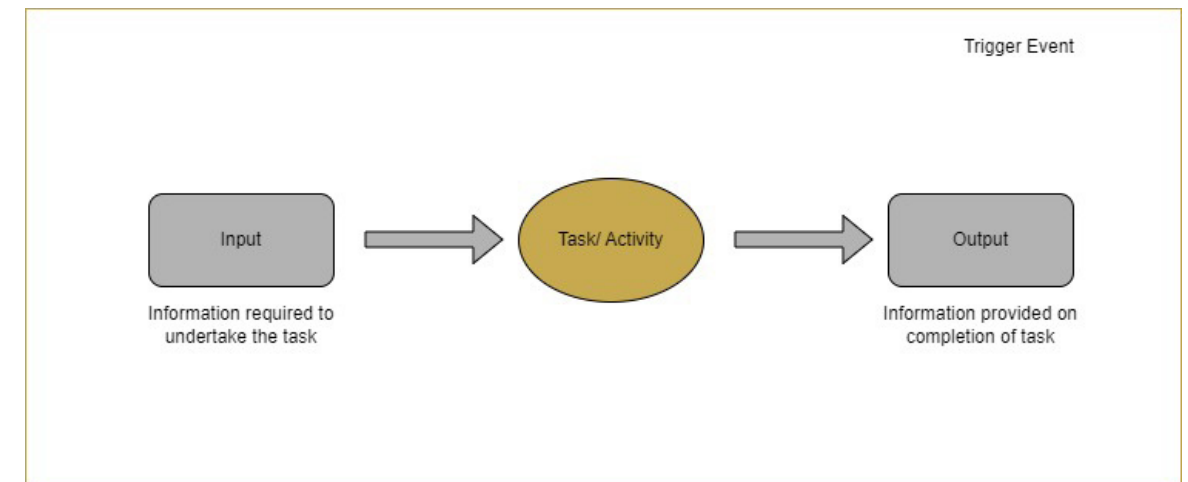 Trigger Event
Input
Task/ Activity
Output
Information required to
undertake the task
Information provided on
completion of task